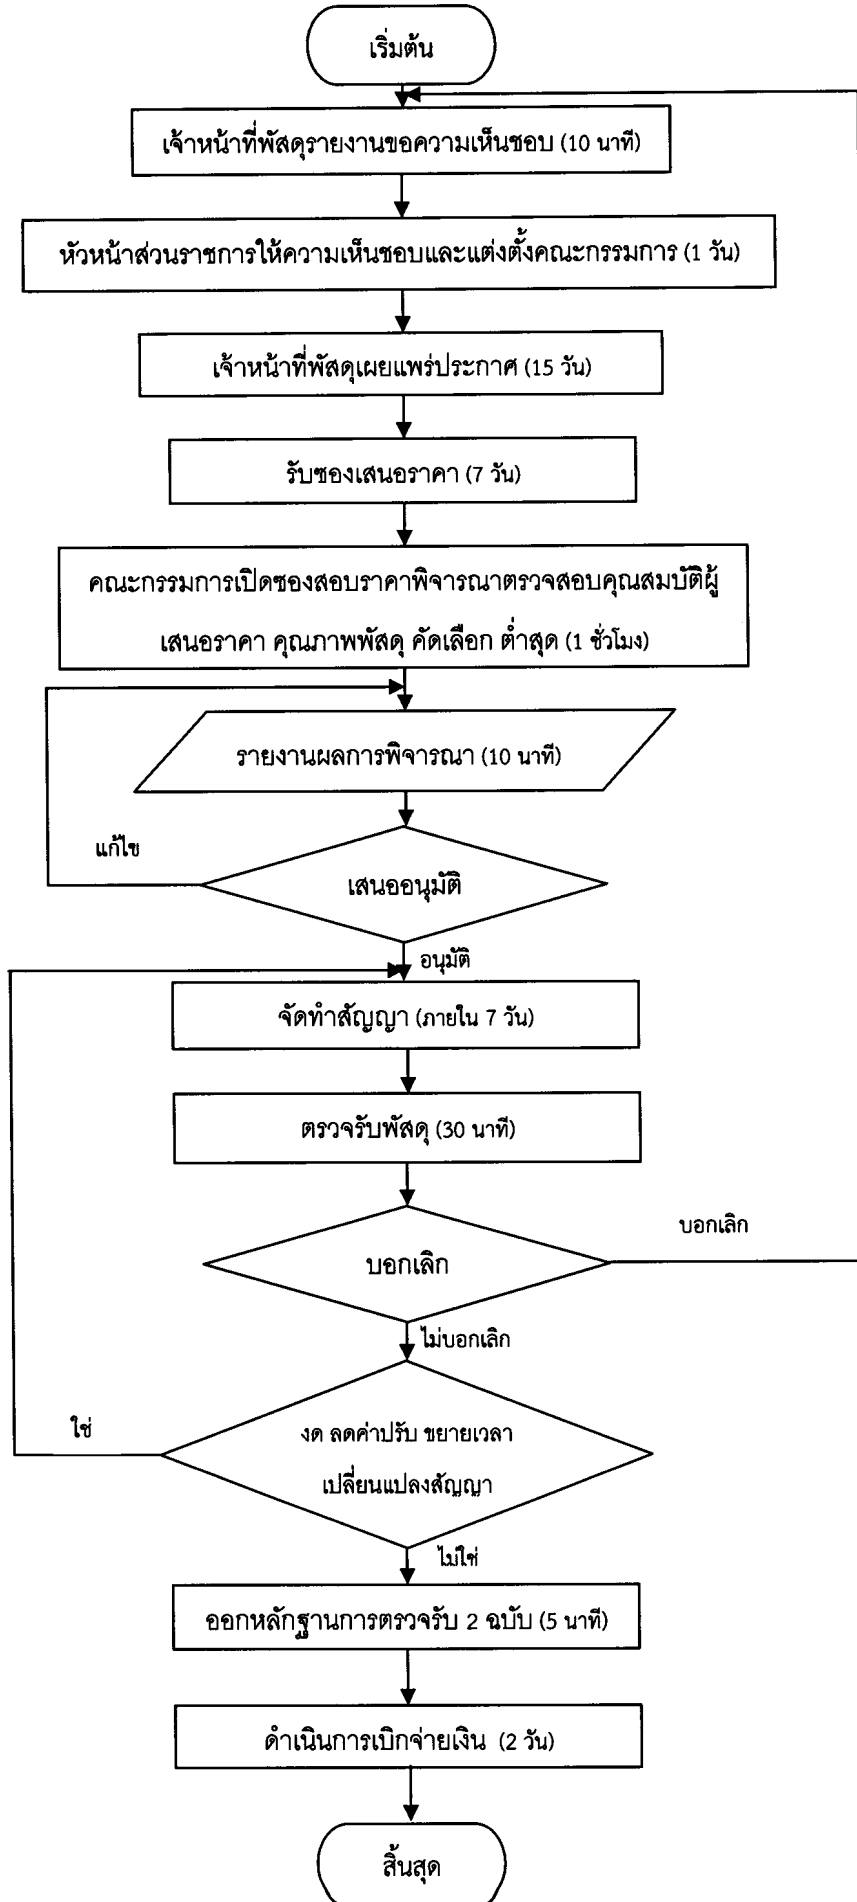 เริ่มต้น
เจ้าหน้าที่พัสดุรายงานขอความเห็นชอบ (10 นาที)
หัวหน้าส่วนราชการให้ความเห็นชอบและแต่งตั้งคณะกรรมการ (1 วัน)
เจ้าหน้าที่พัสดุเผยแพร่ประกาศ (15 วัน)
รับซองเสนอราคา (7 วัน)
คณะกรรมการเปิดซองสอบราคาพิจารณาตรวจสอบคุณสมบัติผู้
เสนอราคา คุณภาพพัสดุ คัดเลือก ต่ำสุด (1 ชั่วโมง)
รายงานผลการพิจารณา (10 นาที)
แก้ไข
เสนออนุมัติ
อนุมัติ
จัดทำสัญญา (ภายใน 7 วัน)
ตรวจรับพัสดุ (30 นาที)
บอกเลิก
บอกเลิก
ไม่บอกเลิก
ใช่
งด ลดค่าปรับ ขยายเวลา
เปลี่ยนแปลงสัญญา
ไม่ใช่
ออกหลักฐานการตรวจรับ 2 ฉบับ (5 นาที)
ดำเนินการเบิกจ่ายเงิน (2 วัน)
สิ้นสุด